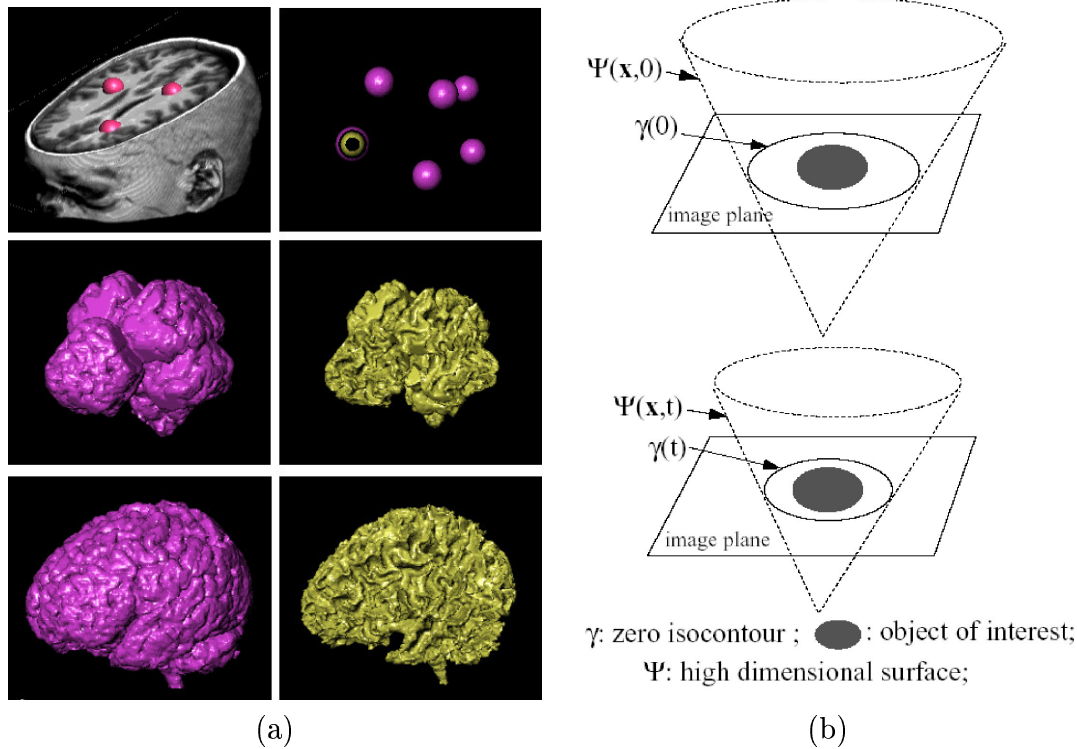 Ψ(x,0)
γ(0)
image plane
Ψ(x,t)
γ(t)
image plane
γ: zero isocontour ; : object of interest;
Ψ: high dimensional surface;
(a)
(b)